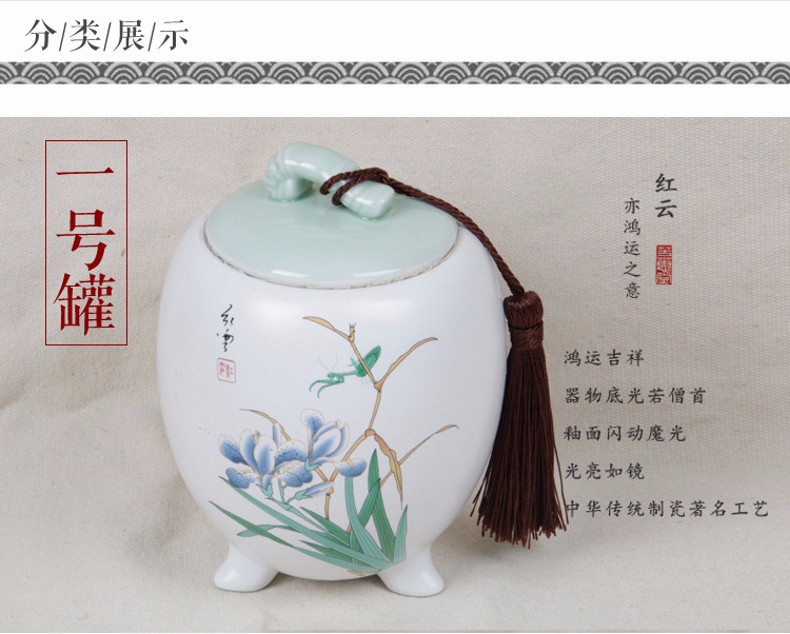 分/类/展/示
一号罐
红云
亦鸿运之意
红雲
鸿运吉祥
器物底光若僧首
釉面闪动魔光
光亮如镜
中华传统制瓷著名工艺